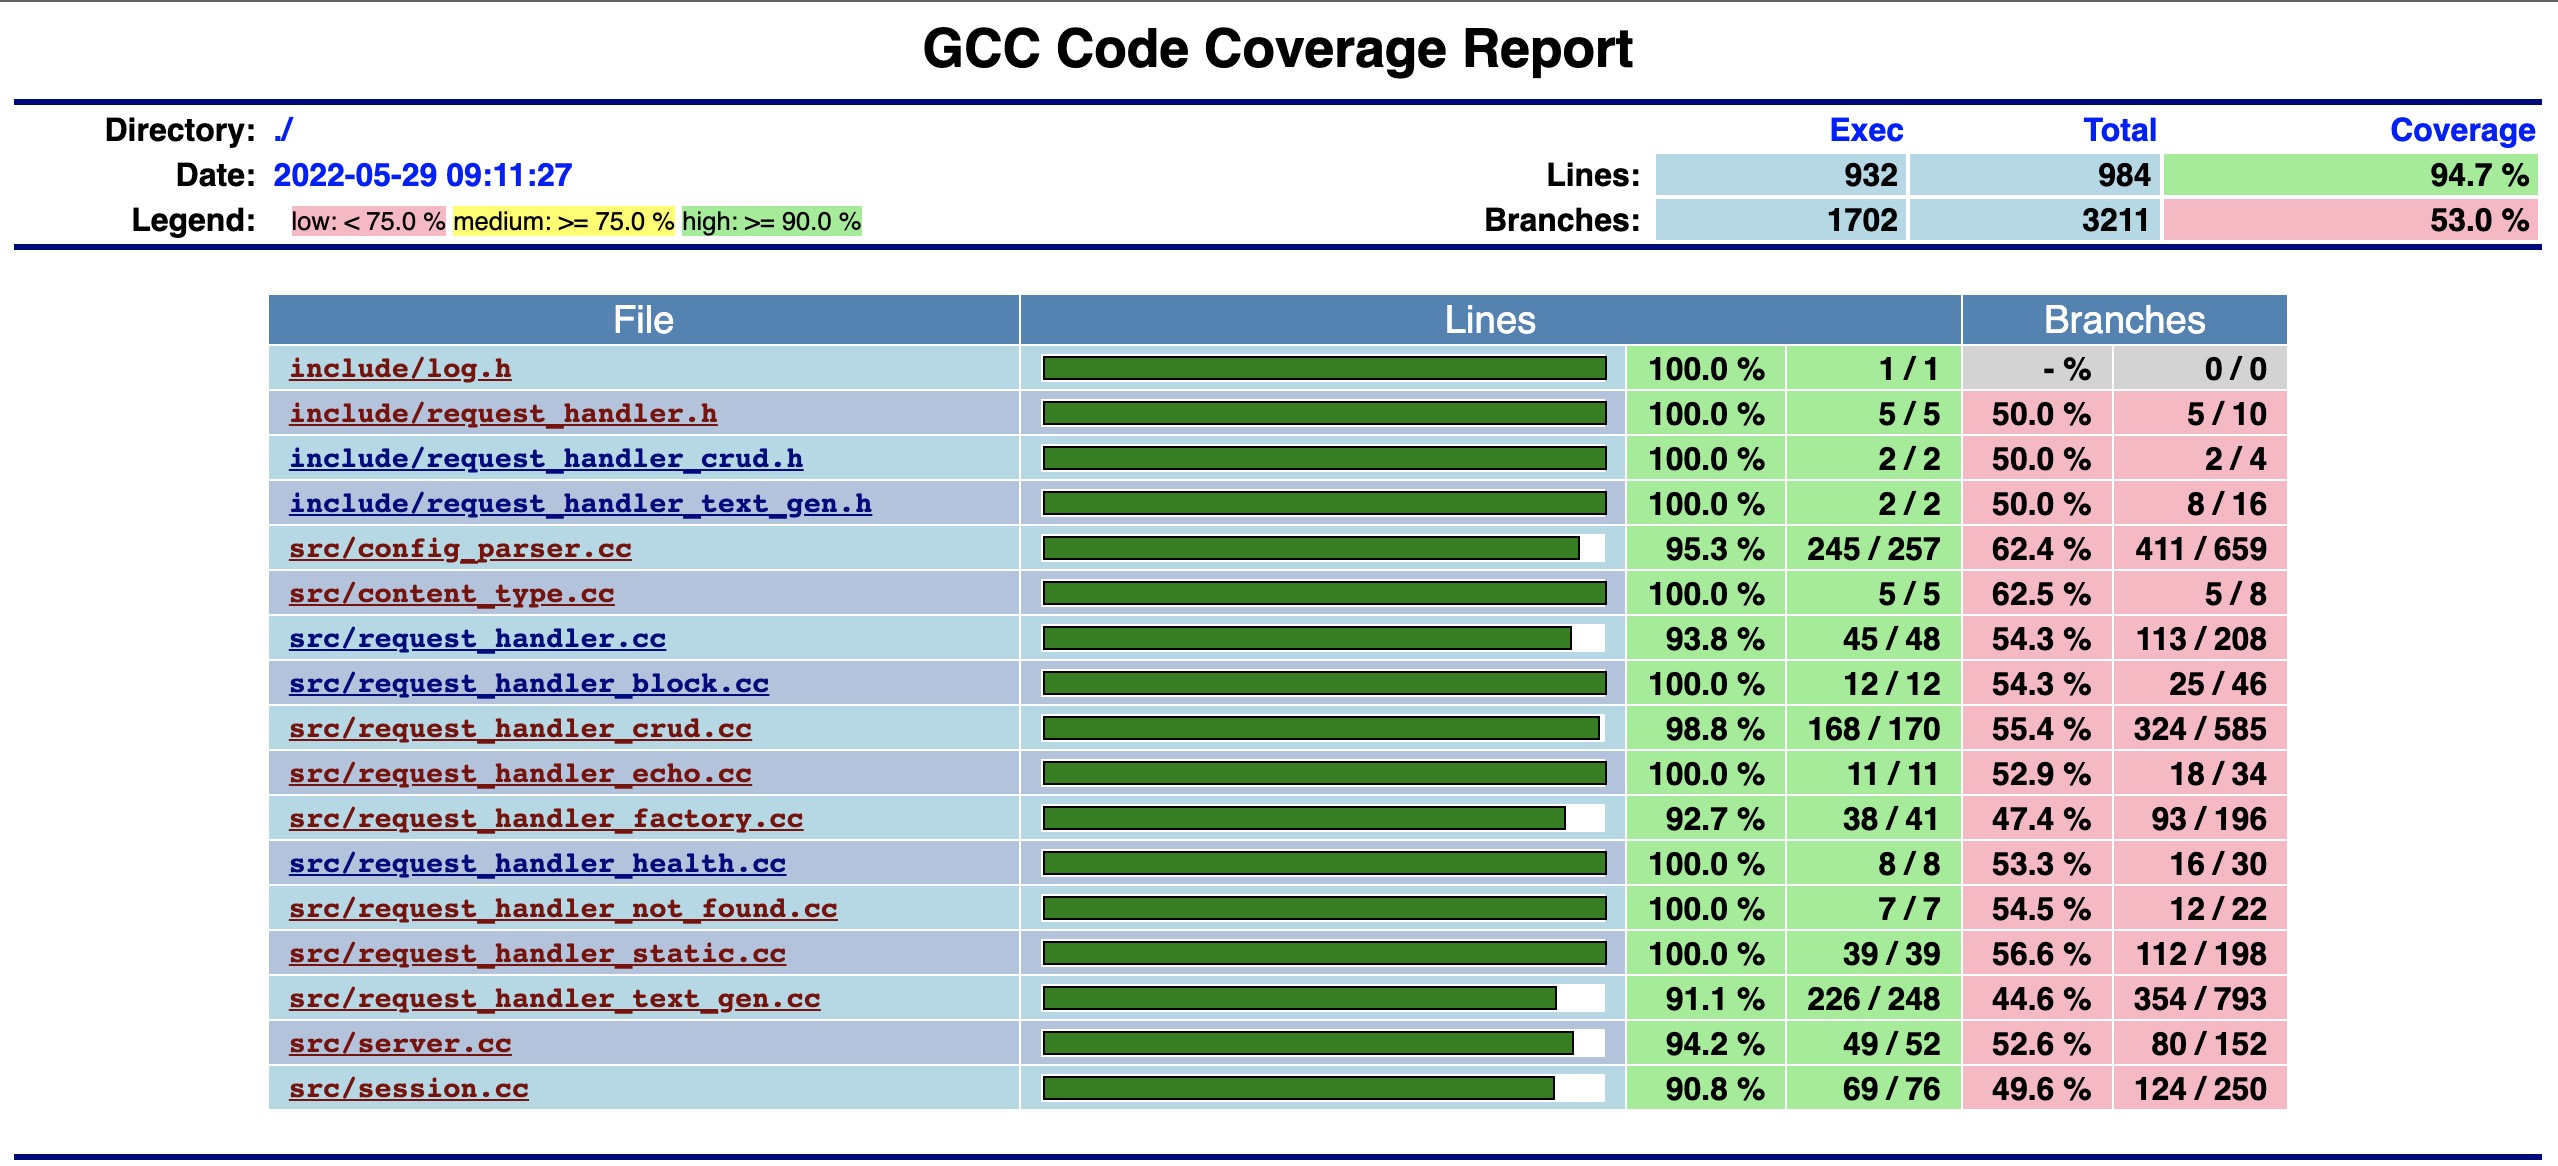 GCC Code Coverage Report
Directory: ./ Exec Total Coverage
Date: 2022-05-29 09:11:27 Lines: 932 984 94.7 %
Legend: low: < 75.0 % medium: >= 75.0 % high: >= 90.0 % Branches: 1702 3211 53.0 %
File Lines Branches
include/log.h 100.0 % 1 / 1 - % 0 / 0
include/request_handler.h 100.0 % 5 / 5 50.0 % 5 / 10
include/request_handler_crud.h 100.0 % 2 / 2 50.0 % 2 / 4
include/request_handler_text_gen.h 100.0 % 2 / 2 50.0 % 8 / 16
src/config_parser.cc 95.3 % 245 / 257 62.4 % 411 / 659
src/content_type.cc 100.0 % 5 / 5 62.5 % 5 / 8
src/request_handler.cc 93.8 % 45 / 48 54.3 % 113 / 208
src/request_handler_block.cc 100.0 % 12 / 12 54.3 % 25 / 46
src/request_handler_crud.cc 98.8 % 168 / 170 55.4 % 324 / 585
src/request_handler_echo.cc 100.0 % 11 / 11 52.9 % 18 / 34
src/request_handler_factory.cc 92.7 % 38 / 41 47.4 % 93 / 196
src/request_handler_health.cc 100.0 % 8 / 8 53.3 % 16 / 30
src/request_handler_not_found.cc 100.0 % 7 / 7 54.5 % 12 / 22
src/request_handler_static.cc 100.0 % 39 / 39 56.6 % 112 / 198
src/request_handler_text_gen.cc 91.1 % 226 / 248 44.6 % 354 / 793
src/server.cc 94.2 % 49 / 52 52.6 % 80 / 152
src/session.cc 90.8 % 69 / 76 49.6 % 124 / 250